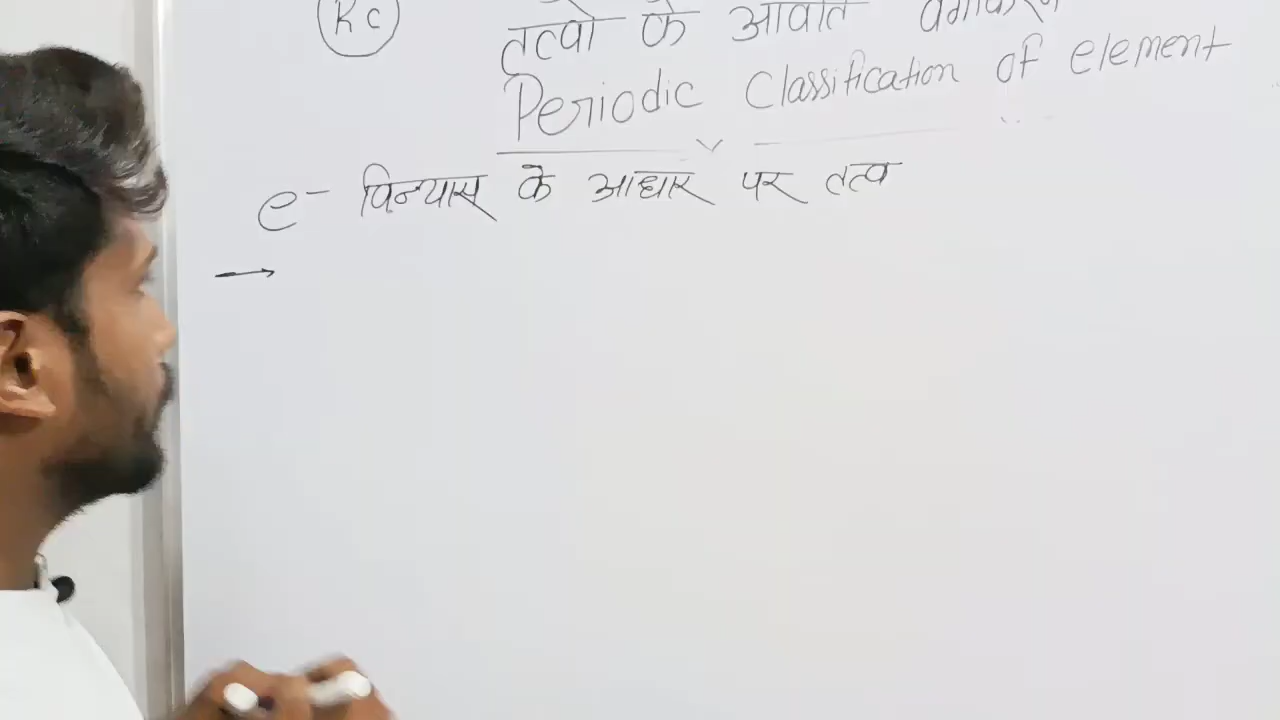 Rc
तत्वों के आवर्त वर्गीकरण
Periodic Classification of element
e- विन्यास के आधार पर तत्व